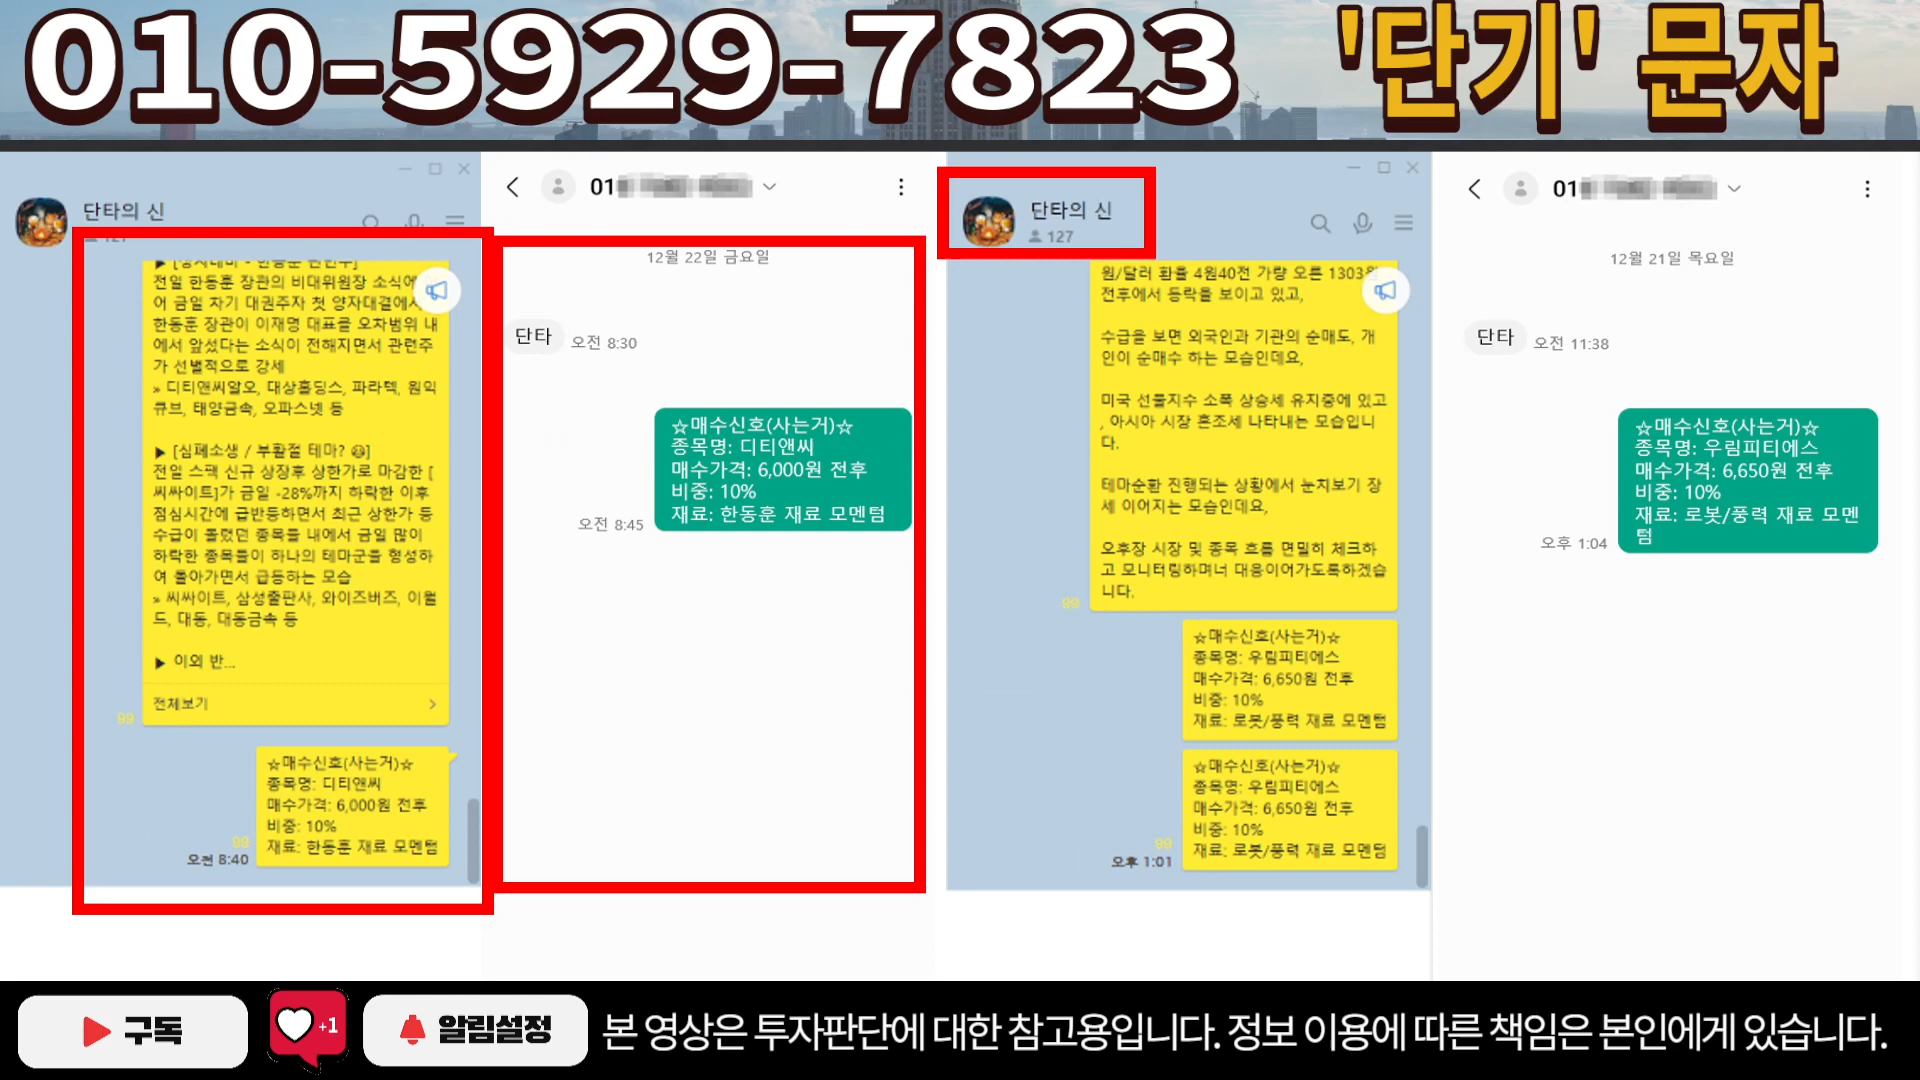 010-5929-7823 '단기' 문자
단타의 신
127
전일 한동훈 장관의 비대위원장 소식에
어 금일 차기 대권주자 첫 양자대결에서
한동훈 장관이 이재명 대표를 오차범위 내
에서 앞섰다는 소식이 전해지면서 관련주
가 선별적으로 강세
» 디티앤씨알오, 대상홀딩스, 파라텍, 원익
큐브, 태양금속, 오파스넷 등
▶ [심폐소생 / 부활절 테마? 😆]
전일 스팩 신규 상장후 상한가로 마감한 [
씨싸이트]가 금일 -28%까지 하락한 이후
점심시간에 급반등하면서 최근 상한가 등
수급이 몰렸던 종목들 내에서 금일 많이
하락한 종목들이 하나의 테마군을 형성하
여 돌아가면서 급등하는 모습
» 씨싸이트, 삼성출판사, 와이즈버즈, 이월
드, 대동, 대동금속 등
▶ 이외 반...
전체보기
99
☆매수신호(사는거)☆
종목명: 디티앤씨
매수가격: 6,000원 전후
비중: 10%
재료: 한동훈 재료 모멘텀
99
오전 8:40
01
12월 22일 금요일
단타
오전 8:30
☆매수신호(사는거)☆
종목명: 디티앤씨
매수가격: 6,000원 전후
비중: 10%
재료: 한동훈 재료 모멘텀
오전 8:45
단타의 신
127
원/달러 환율 4원40전 가량 오른 1303원
전후에서 등락을 보이고 있고,
수급을 보면 외국인과 기관의 순매도, 개
인이 순매수 하는 모습인데요,
미국 선물지수 소폭 상승세 유지중에 있고
, 아시아 시장 혼조세 나타내는 모습입니
다.
테마순환 진행되는 상황에서 눈치보기 장
세 이어지는 모습인데요,
오후장 시장 및 종목 흐름 면밀히 체크하
고 모니터링하며너 대응이어가도록하겠습
니다.
99
☆매수신호(사는거)☆
종목명: 우림피티에스
매수가격: 6,650원 전후
비중: 10%
재료: 로봇/풍력 재료 모멘텀
☆매수신호(사는거)☆
종목명: 우림피티에스
매수가격: 6,650원 전후
비중: 10%
재료: 로봇/풍력 재료 모멘텀
99
오후 1:01
01
12월 21일 목요일
단타
오전 11:38
☆매수신호(사는거)☆
종목명: 우림피티에스
매수가격: 6,650원 전후
비중: 10%
재료: 로봇/풍력 재료 모멘
텀
오후 1:04
구독
+1
알림설정
본 영상은 투자판단에 대한 참고용입니다. 정보 이용에 따른 책임은 본인에게 있습니다.